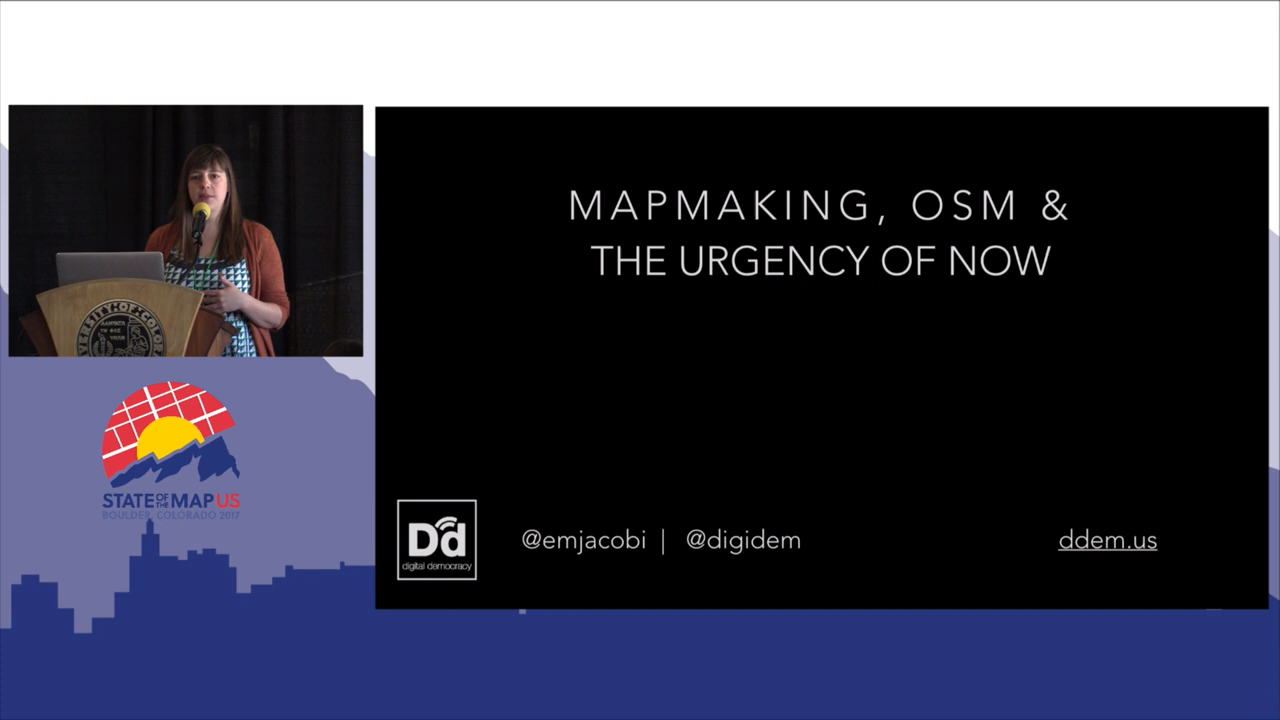 MAPMAKING, OSM &
THE URGENCY OF NOW
Dd
digital democracy
@emjacobi | @digidem
ddem.us
STATE OF THE MAP US
BOULDER, COLORADO 2017